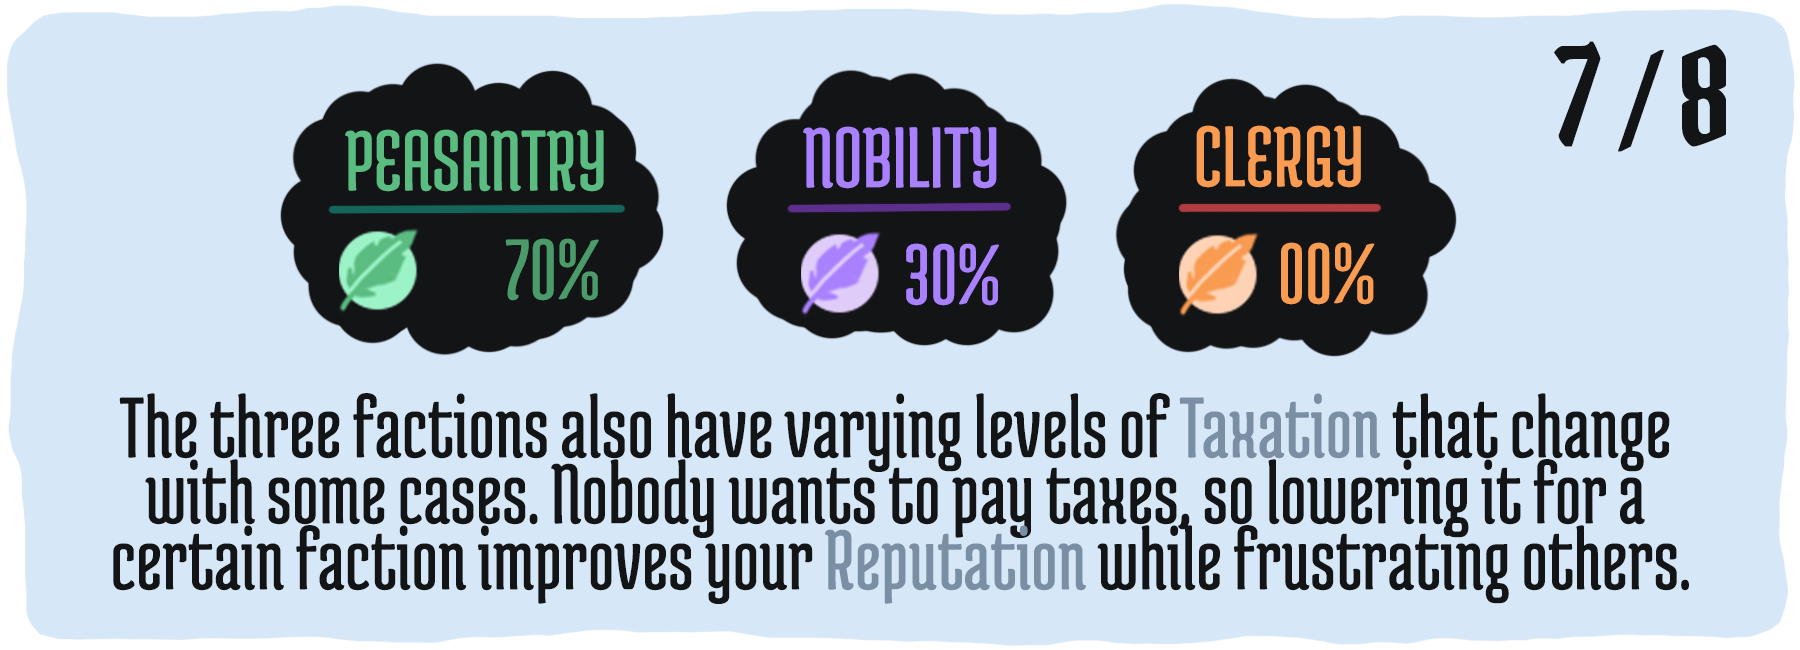 7/8
PEASANTRY
70%
NOBILITY
30%
CLERGY
00%
The three factions also have varying levels of Taxation that change
with some cases. Nobody wants to pay taxes, so lowering it for a
certain faction improves your Reputation while frustrating others.